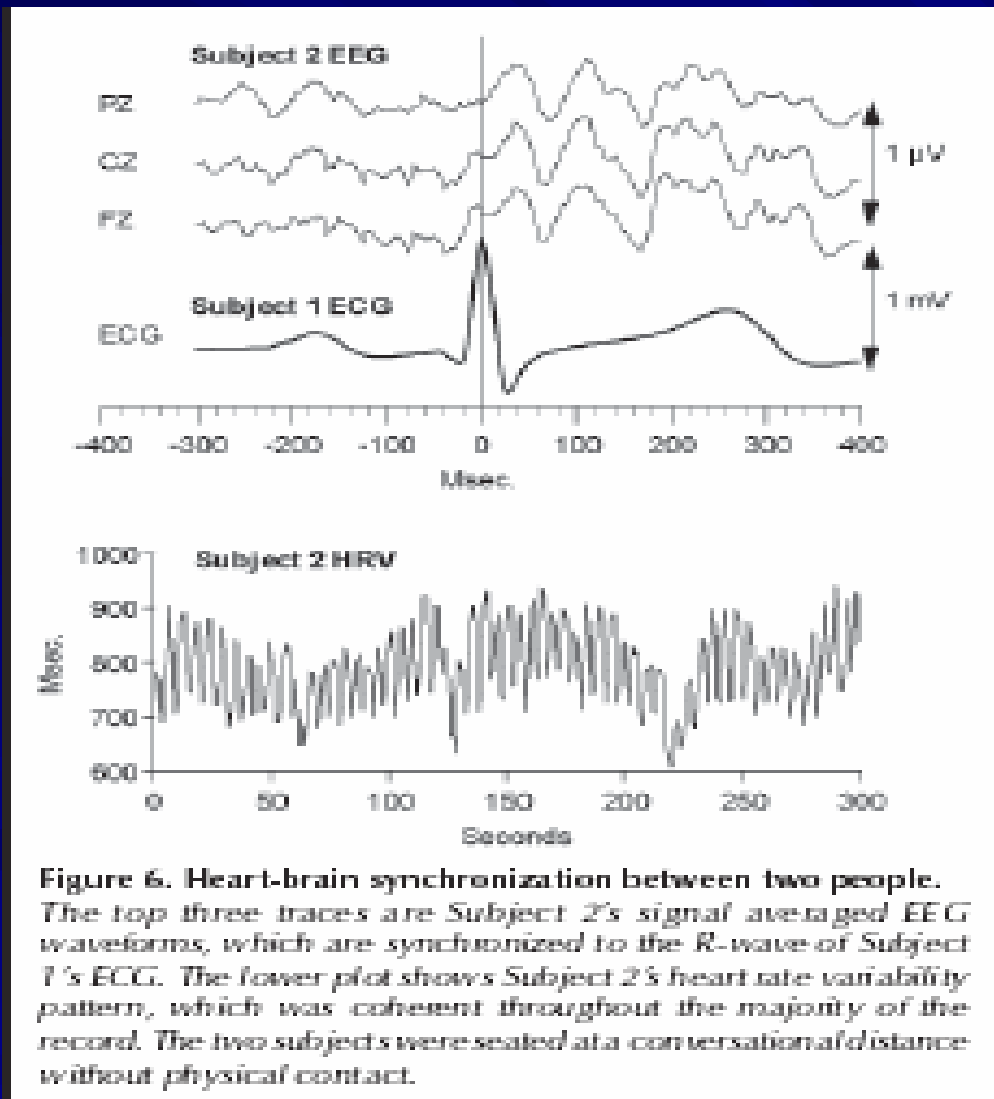 Subject 2 EEG
PZ
CZ
FZ
1 µV
1 mV
Subject 1 ECG
ECG
-400 -300 -200 -100 0 100 200 300 400
Msec.
Subject 2 HRV
1000
900
800
700
600
Msec.
0 50 100 150 200 250 300
Seconds
Figure 6. Heart-brain synchronization between two people.
The top three traces are Subject 2's signal averaged EEG
waveforms, which are synchronized to the R-wave of Subject
1's ECG. The lower plot shows Subject 2's heart rate variability
pattern, which was coherent throughout the majority of the
record. The two subjects were seated at a conversational distance
without physical contact.